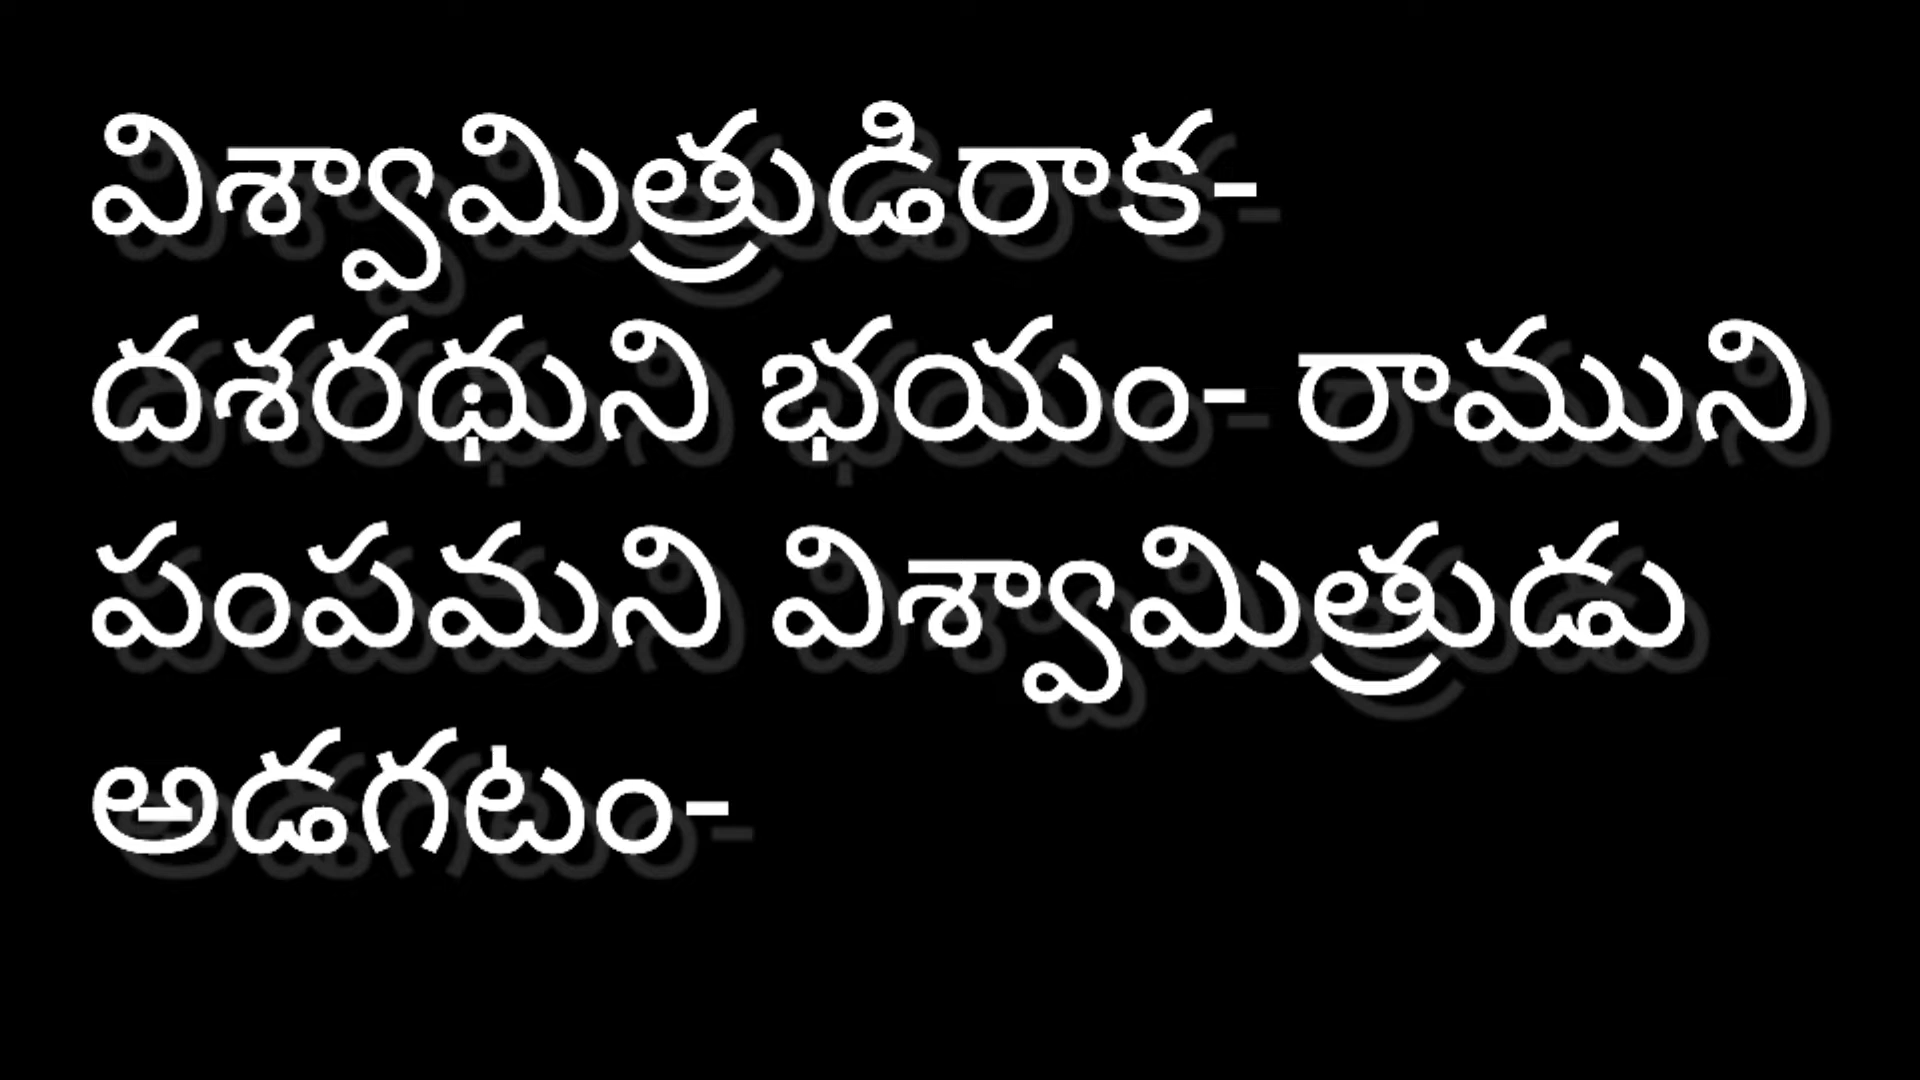 విశ్వామిత్రుడిరాక-
దశరథుని భయం- రాముని
పంపమని విశ్వామిత్రుడు
అడగటం-